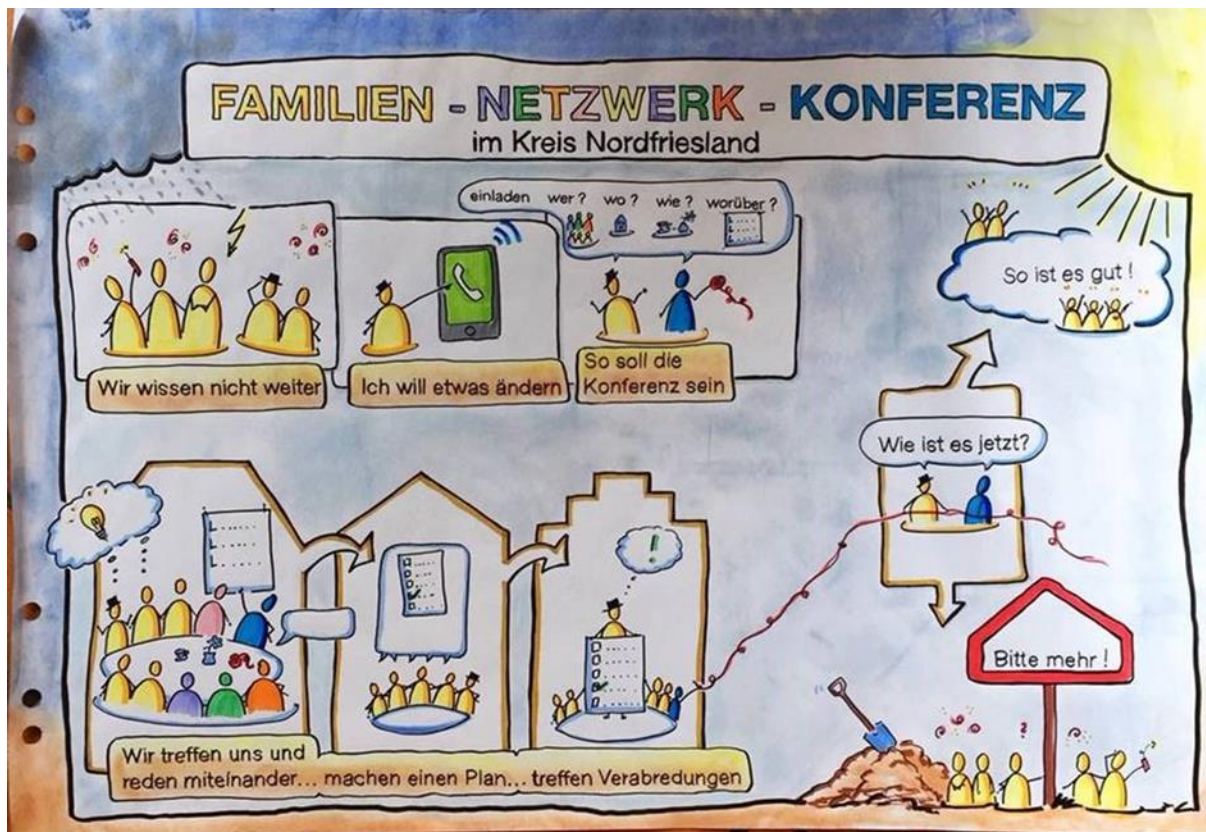 FAMILIEN - NETZWERK - KONFERENZ
im Kreis Nordfriesland
einladen wer? wo? wie? worüber?
Wir wissen nicht weiter
Ich will etwas ändern
So soll die
Konferenz sein
So ist es gut!
Wie ist es jetzt?
!
Bitte mehr!
?
Wir treffen uns und
reden miteinander... machen einen Plan... treffen Verabredungen